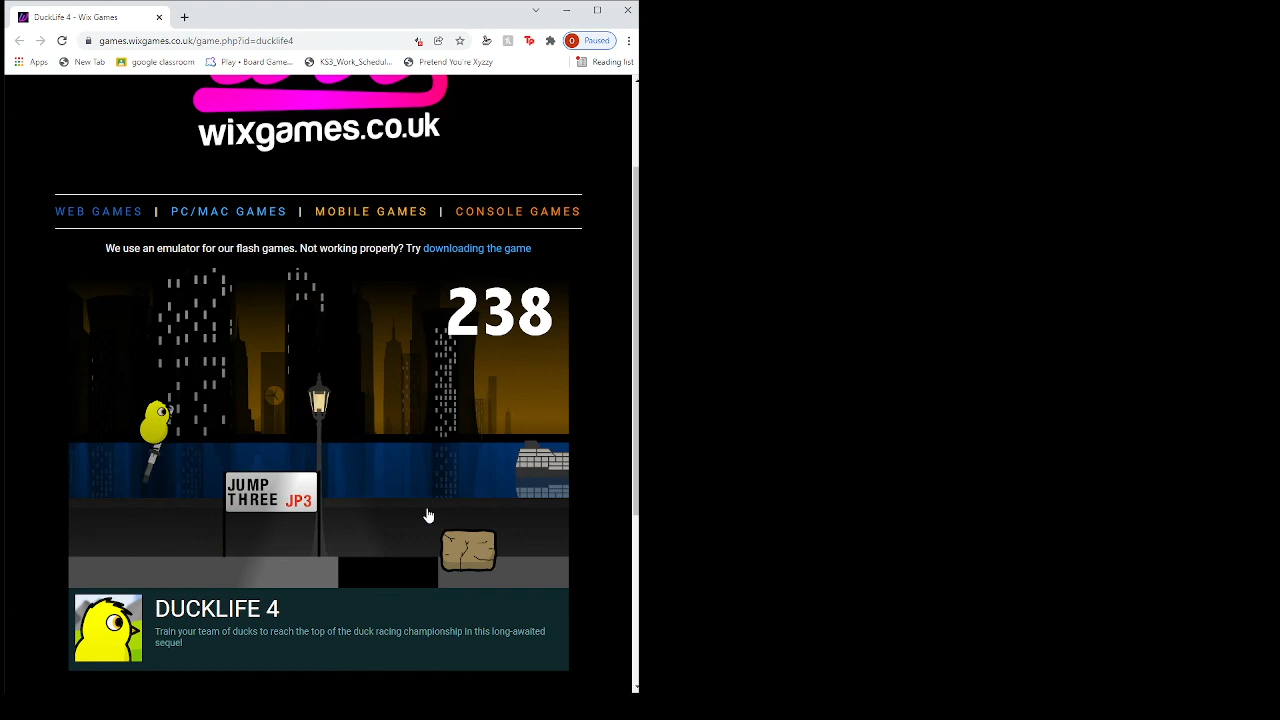 DuckLife 4 - Wix Games
games.wixgames.co.uk/game.php?id=ducklife4
Tp
O Paused
Apps New Tab google classroom Play • Board Game... KS3_Work_Schedul... Pretend You're Xyzzy Reading list
wixgames.co.uk
WEB GAMES | PC/MAC GAMES | MOBILE GAMES | CONSOLE GAMES
We use an emulator for our flash games. Not working properly? Try downloading the game
238
JUMP
THREE JP3
DUCKLIFE 4
Train your team of ducks to reach the top of the duck racing championship in this long-awaited
sequel